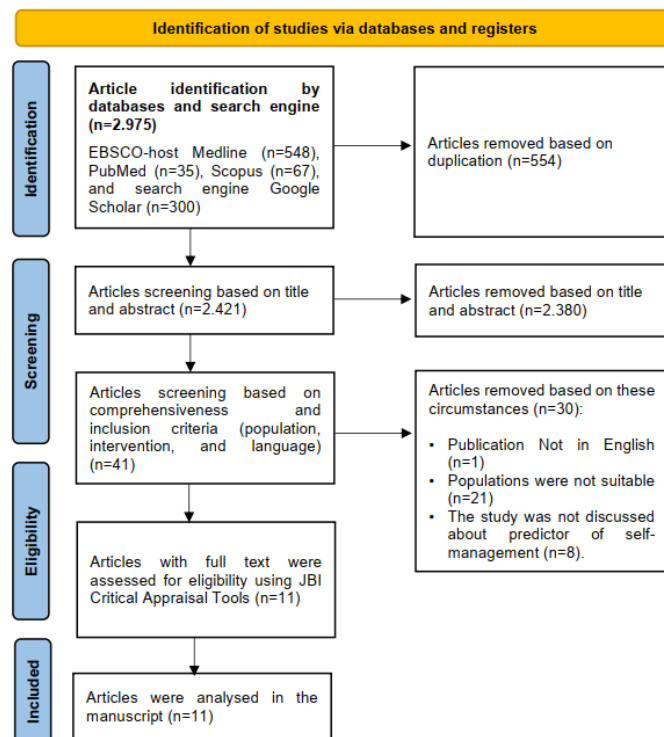 Identification of studies via databases and registers
Identification
Article identification by
databases and search engine
(n=2.975)
EBSCO-host Medline (n=548),
PubMed (n=35), Scopus (n=67),
and search engine Google
Scholar (n=300)
Articles removed based on
duplication (n=554)
Screening
Articles screening based on title
and abstract (n=2.421)
Articles removed based on title
and abstract (n=2.380)
Articles screening based on
comprehensiveness and
inclusion criteria (population,
intervention, and language)
(n=41)
Articles removed based on these
circumstances (n=30):
• Publication Not in English
(n=1)
• Populations were not suitable
(n=21)
• The study was not discussed
about predictor of self-
management (n=8).
Eligibility
Articles with full text were
assessed for eligibility using JBI
Critical Appraisal Tools (n=11)
Included
Articles were analysed in the
manuscript (n=11)